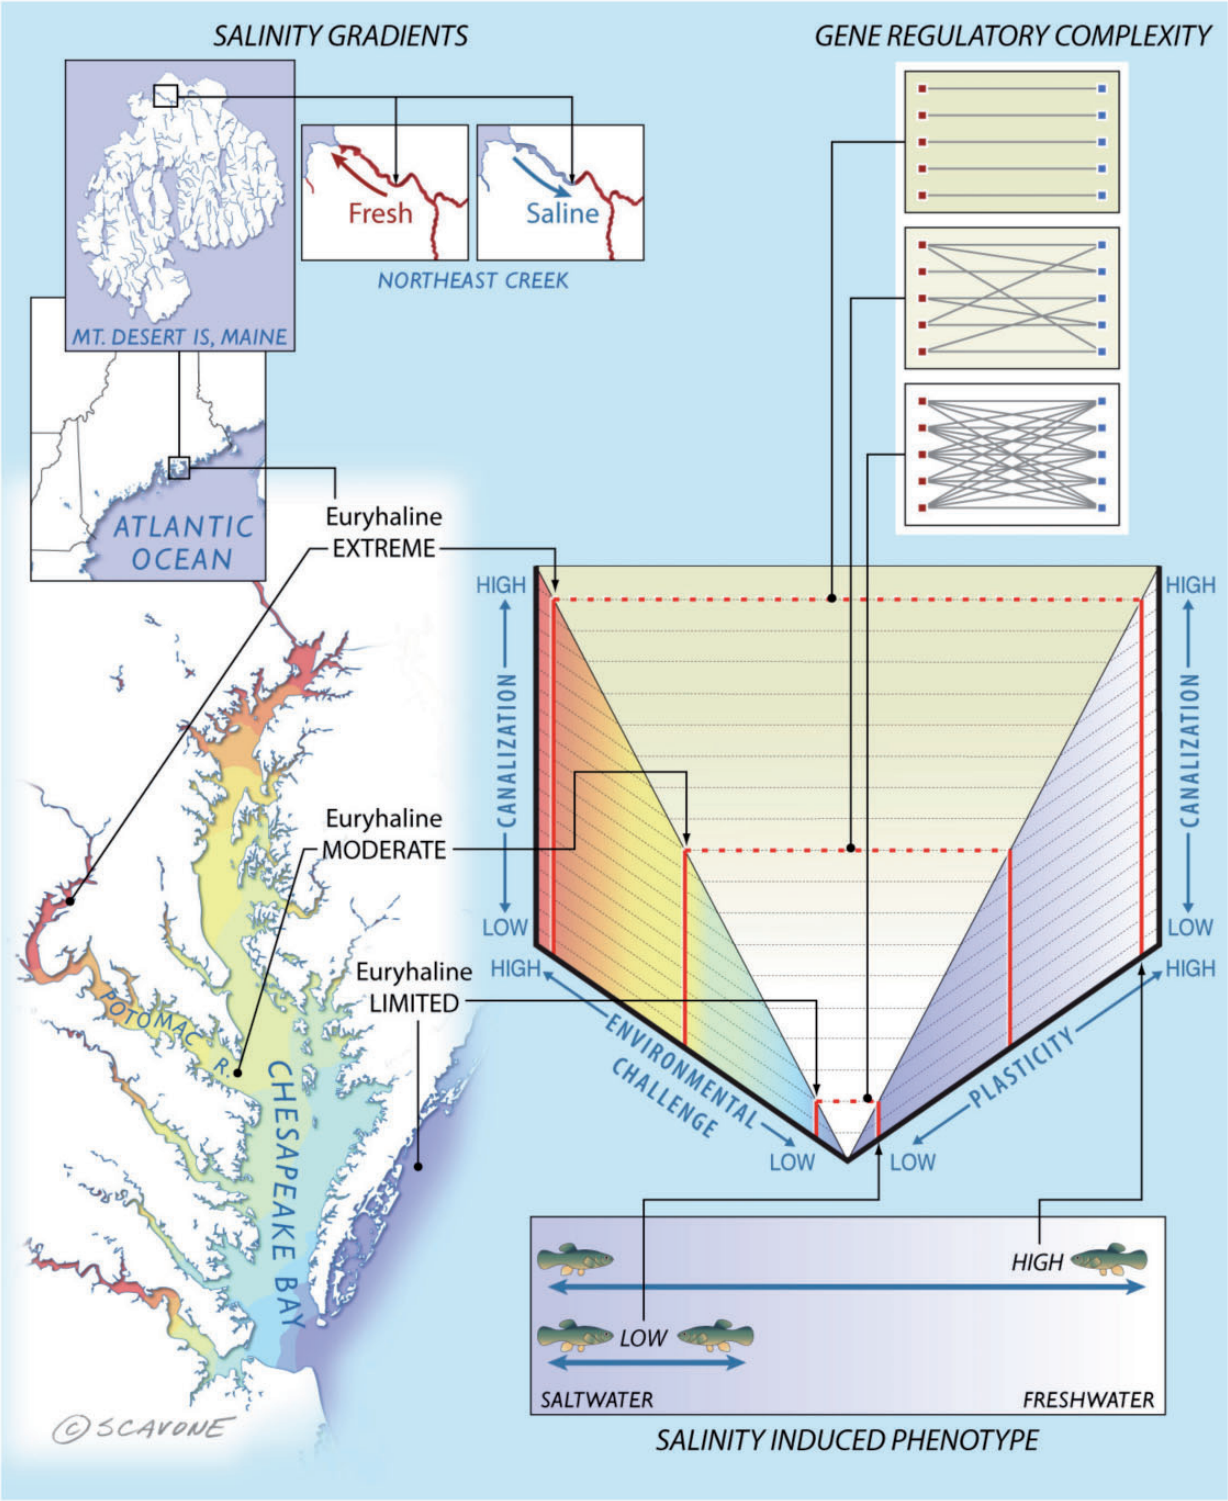 SALINITY GRADIENTS
GENE REGULATORY COMPLEXITY
Fresh
Saline
NORTHEAST CREEK
MT. DESERT IS, MAINE
ATLANTIC
OCEAN
Euryhaline
EXTREME
HIGH
CANALIZATION
LOW
HIGH
HIGH
CANALIZATION
LOW
HIGH
Euryhaline
MODERATE
Euryhaline
LIMITED
POTOMAC R.
CHESAPEAKE BAY
ENVIRONMENTAL
CHALLENGE
LOW
PLASTICITY
LOW
HIGH
LOW
SALTWATER
FRESHWATER
SALINITY INDUCED PHENOTYPE
©SCAVONE